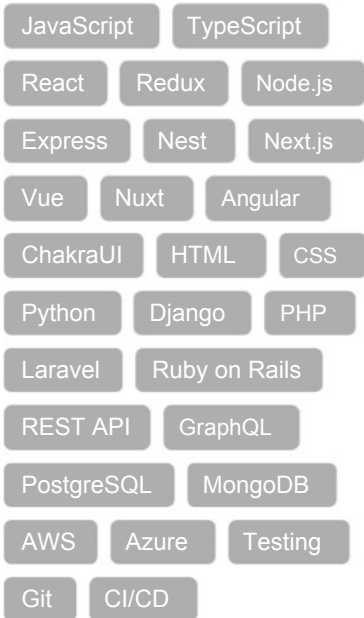 JavaScript TypeScript
React Redux Node.js
Express Nest Next.js
Vue Nuxt Angular
ChakraUI HTML CSS
Python Django PHP
Laravel Ruby on Rails
REST API GraphQL
PostgreSQL MongoDB
AWS Azure Testing
Git CI/CD